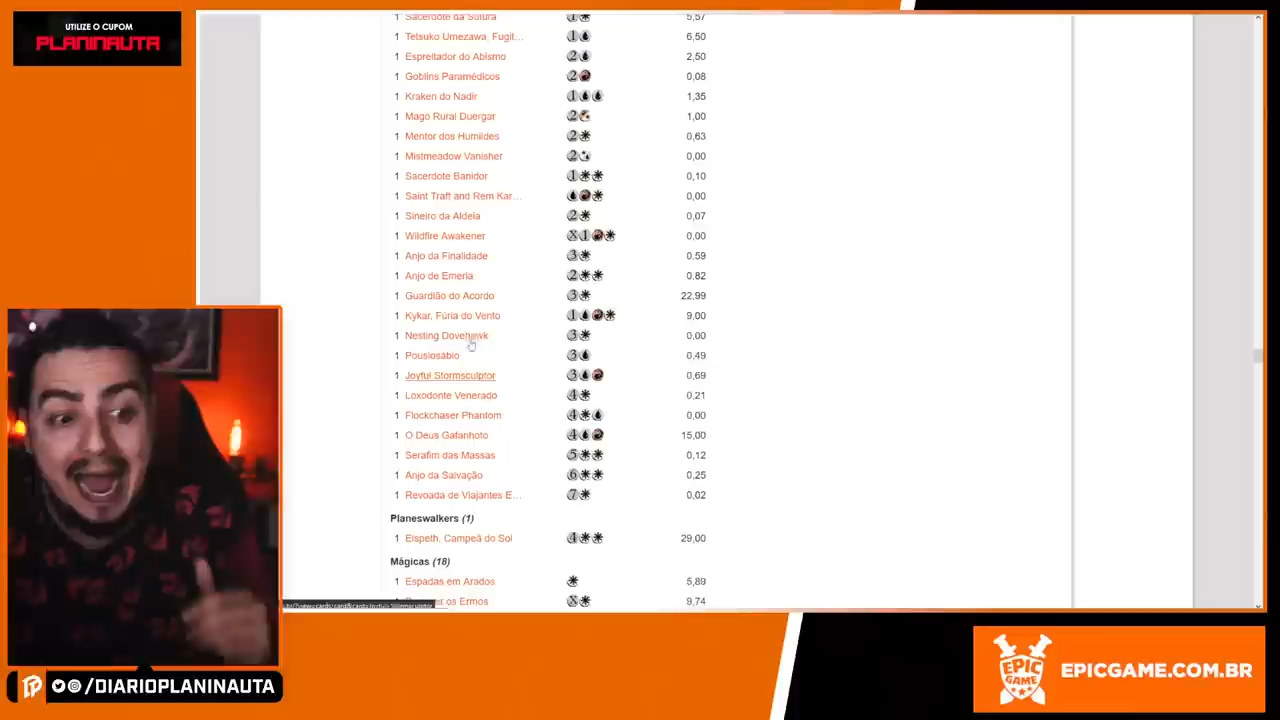 UTILIZE O CUPOM
PLANINAUTA
1 Sacerdote da Sutura 5,57
1 Tetsuko Umezawa, Fugit... 6,50
1 Espreitador do Abismo 2,50
1 Goblins Paramédicos 0,08
1 Kraken do Nadir 1,35
1 Mago Rural Duergar 1,00
1 Mentor dos Humildes 0,63
1 Mistmeadow Vanisher 0,00
1 Sacerdote Banidor 0,10
1 Saint Traft and Rem Kar... 0,00
1 Sineiro da Aldeia 0,07
1 Wildfire Awakener 0,00
1 Anjo da Finalidade 0,59
1 Anjo de Emeria 0,82
1 Guardião do Acordo 22,99
1 Kykar, Fúria do Vento 9,00
1 Nesting Dovehawk 0,00
1 Pouslosábio 0,49
1 Joyful Stormsculptor 0,69
1 Loxodonte Venerado 0,21
1 Flockchaser Phantom 0,00
1 O Deus Gafanhoto 15,00
1 Serafim das Massas 0,12
1 Anjo da Salvação 0,25
1 Revoada de Viajantes E... 0,02
Planeswalkers (1)
1 Elspeth, Campeã do Sol 29,00
Mágicas (18)
1 Espadas em Arados 5,89
1 os Ermos 9,74
/DIARIOPLANINAUTA
EPIC
GAME
EPICGAME.COM.BR